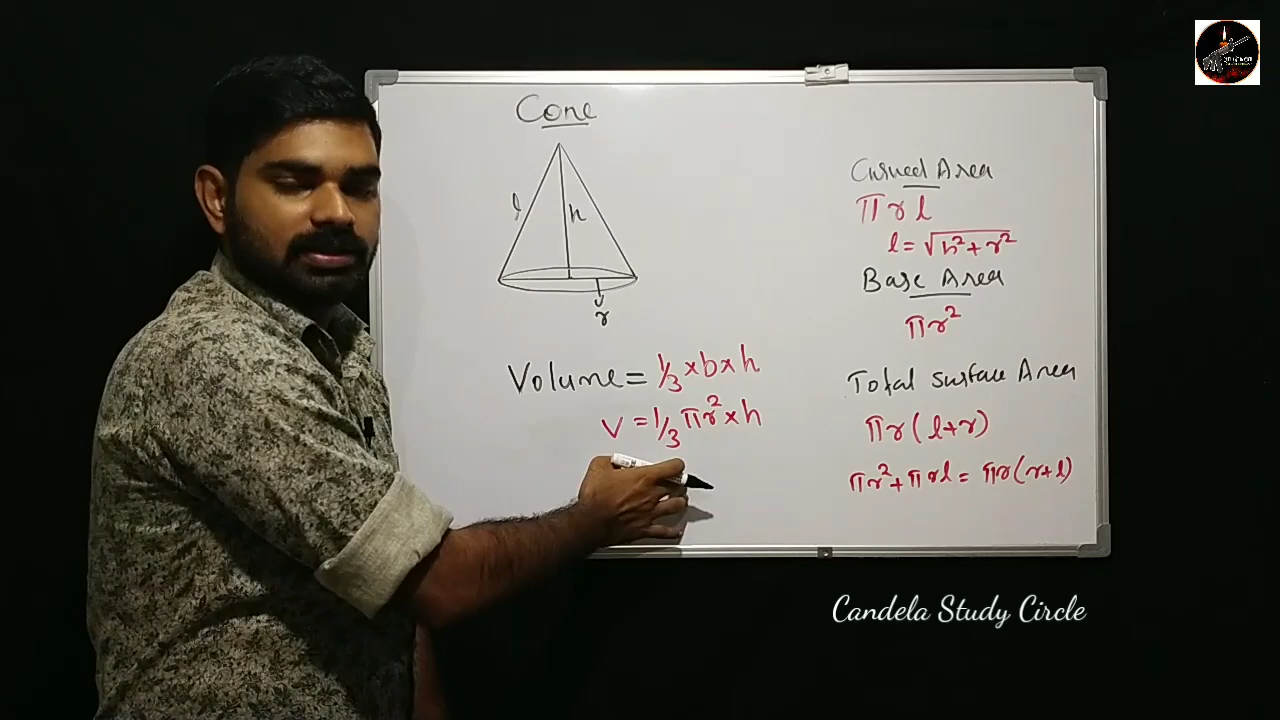 Cone
l
h
r
Volume = 1/3 × b × h
V = 1/3 πr² × h
Curved Area
πrl
l = √h² + r²
Base Area
πr²
Total Surface Area
πr(l+r)
πr² + πrl = πr(r+l)
Candela Study Circle